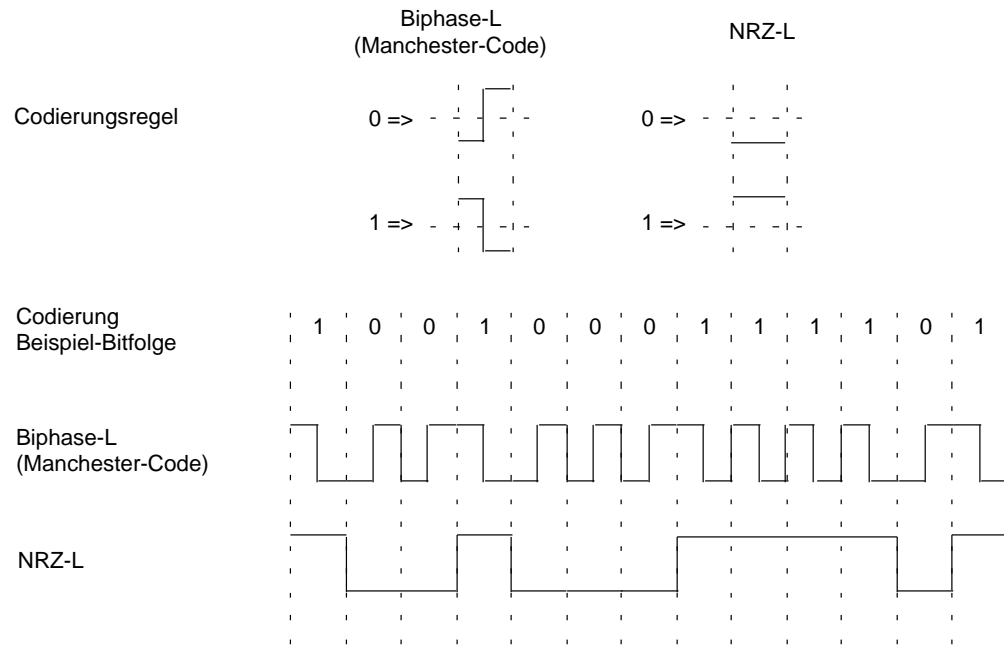 Biphase-L
(Manchester-Code)
NRZ-L
Codierungsregel
0 =>
0 =>
1 =>
1 =>
Codierung
Beispiel-Bitfolge
1 0 0 1 0 0 0 1 1 1 1 0 1
Biphase-L
(Manchester-Code)
NRZ-L